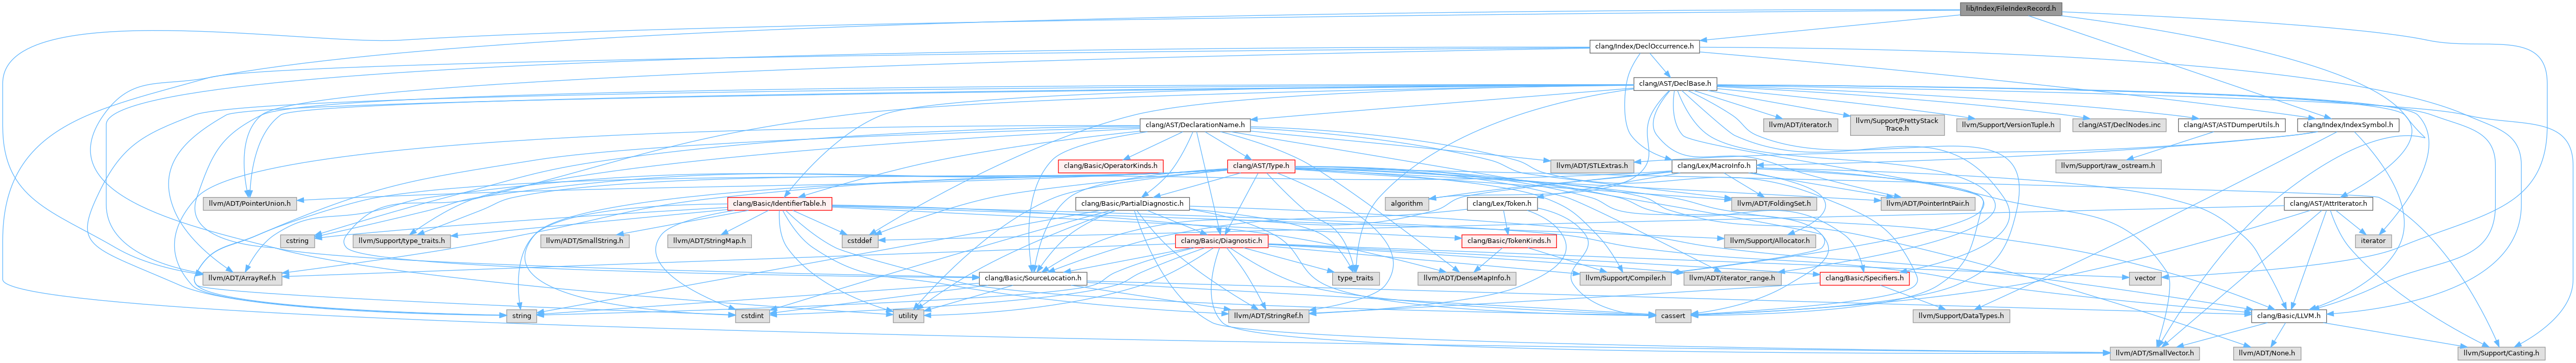 lib/Index/FileIndexRecord.h
clang/Index/DeclOccurrence.h
clang/AST/DeclBase.h
clang/AST/DeclarationName.h
llvm/ADT/iterator.h
llvm/Support/PrettyStack
Trace.h
llvm/Support/VersionTuple.h
clang/AST/DeclNodes.inc
clang/AST/ASTDumperUtils.h
clang/Index/IndexSymbol.h
clang/Basic/OperatorKinds.h
clang/AST/Type.h
llvm/ADT/STLExtras.h
clang/Lex/MacroInfo.h
llvm/Support/raw_ostream.h
llvm/ADT/PointerUnion.h
clang/Basic/IdentifierTable.h
clang/Basic/PartialDiagnostic.h
algorithm
clang/Lex/Token.h
llvm/ADT/FoldingSet.h
llvm/ADT/PointerIntPair.h
clang/AST/AttrIterator.h
cstring
llvm/Support/type_traits.h
llvm/ADT/SmallString.h
llvm/ADT/StringMap.h
cstddef
clang/Basic/Diagnostic.h
clang/Basic/TokenKinds.h
llvm/Support/Allocator.h
iterator
llvm/ADT/ArrayRef.h
clang/Basic/SourceLocation.h
type_traits
llvm/ADT/DenseMapInfo.h
llvm/Support/Compiler.h
llvm/ADT/iterator_range.h
clang/Basic/Specifiers.h
vector
string
cstdint
utility
llvm/ADT/StringRef.h
cassert
llvm/Support/DataTypes.h
clang/Basic/LLVM.h
llvm/ADT/SmallVector.h
llvm/ADT/None.h
llvm/Support/Casting.h